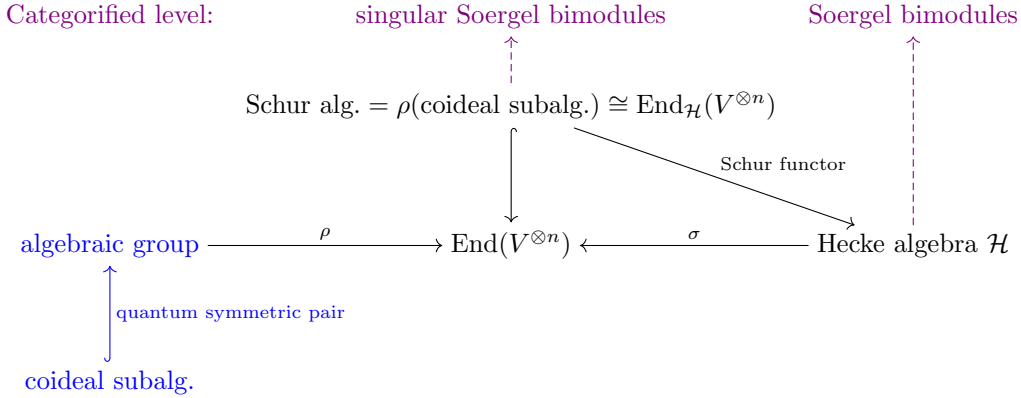 Categorified level: singular Soergel bimodules Soergel bimodules
Schur alg. = ρ(coideal subalg.) ≅ End_ℋ(V^{⊗n})
Schur functor
algebraic group ρ End(V^{⊗n}) σ Hecke algebra ℋ
quantum symmetric pair
coideal subalg.